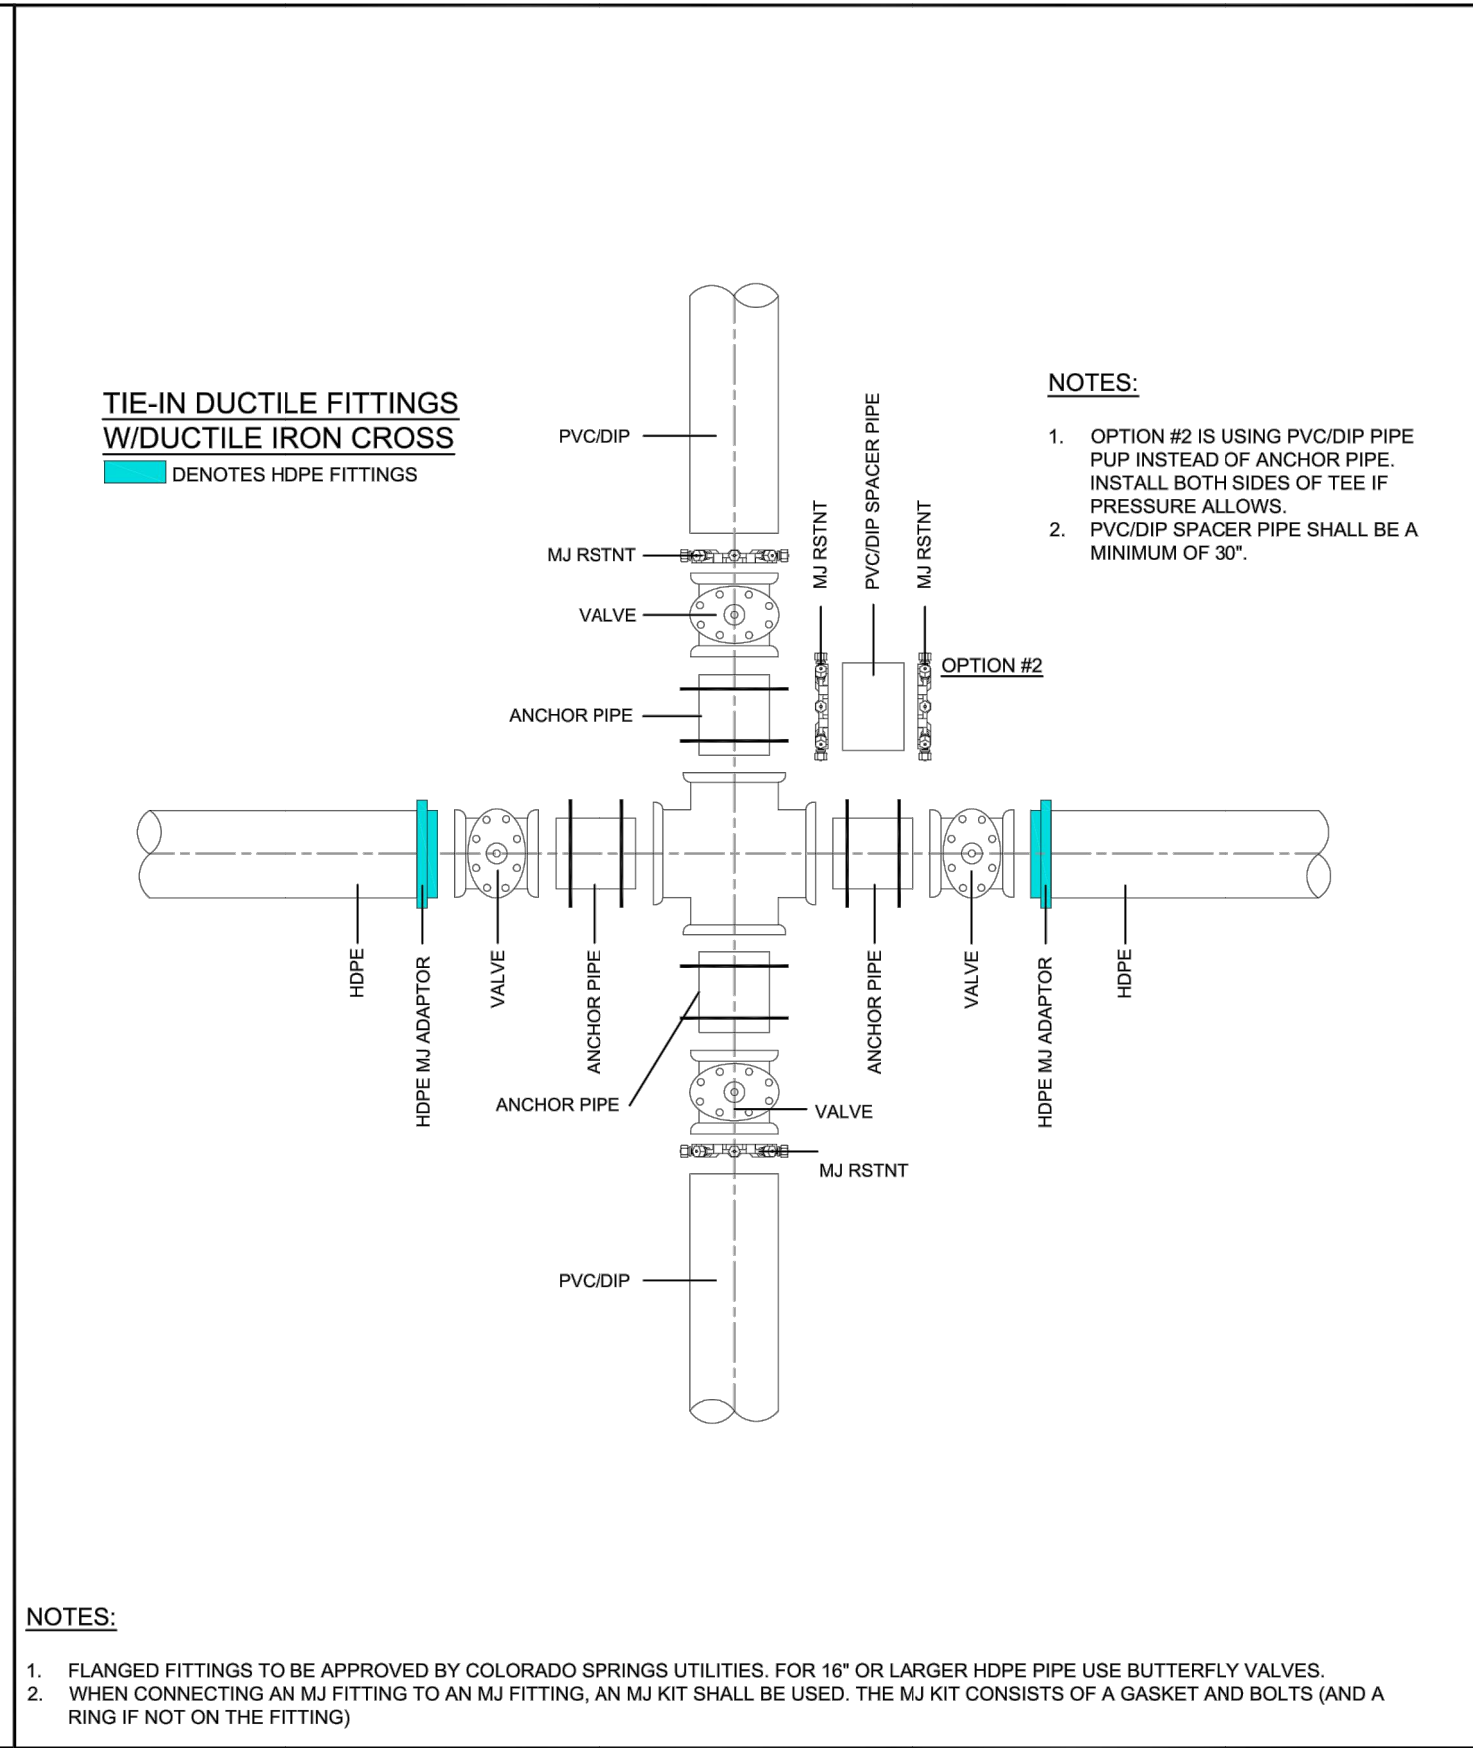 TIE-IN DUCTILE FITTINGS
W/DUCTILE IRON CROSS
DENOTES HDPE FITTINGS
NOTES:
1. OPTION #2 IS USING PVC/DIP PIPE
PUP INSTEAD OF ANCHOR PIPE.
INSTALL BOTH SIDES OF TEE IF
PRESSURE ALLOWS.
2. PVC/DIP SPACER PIPE SHALL BE A
MINIMUM OF 30".
PVC/DIP
MJ RSTNT
VALVE
ANCHOR PIPE
MJ RSTNT
PVC/DIP SPACER PIPE
MJ RSTNT
OPTION #2
HDPE
HDPE MJ ADAPTOR
VALVE
ANCHOR PIPE
ANCHOR PIPE
VALVE
HDPE MJ ADAPTOR
HDPE
ANCHOR PIPE
VALVE
MJ RSTNT
PVC/DIP
NOTES:
1. FLANGED FITTINGS TO BE APPROVED BY COLORADO SPRINGS UTILITIES. FOR 16" OR LARGER HDPE PIPE USE BUTTERFLY VALVES.
2. WHEN CONNECTING AN MJ FITTING TO AN MJ FITTING, AN MJ KIT SHALL BE USED. THE MJ KIT CONSISTS OF A GASKET AND BOLTS (AND A
RING IF NOT ON THE FITTING)